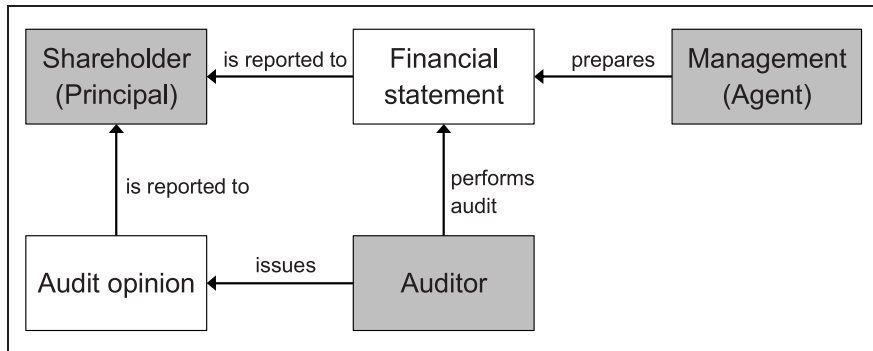 Shareholder
(Principal)
is reported to
Financial
statement
prepares
Management
(Agent)
is reported to
performs
audit
Audit opinion
issues
Auditor